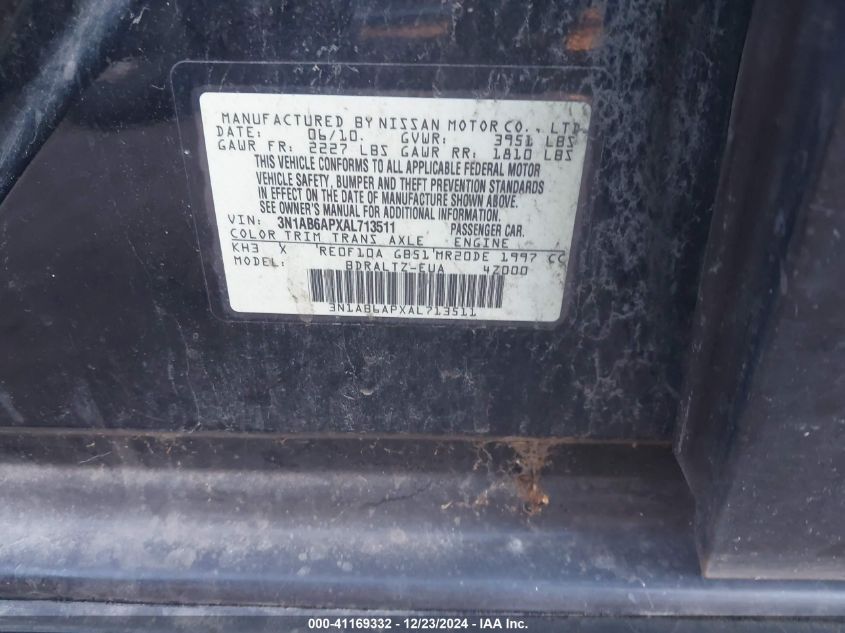 MANUFACTURED BY NISSAN MOTOR CO., LTD
DATE: 06/10. GVWR: 3951 LBS
GAWR FR: 2227 LBS GAWR RR: 1810 LBS
THIS VEHICLE CONFORMS TO ALL APPLICABLE FEDERAL MOTOR
VEHICLE SAFETY, BUMPER AND THEFT PREVENTION STANDARDS
IN EFFECT ON THE DATE OF MANUFACTURE SHOWN ABOVE.
SEE OWNER'S MANUAL FOR ADDITIONAL INFORMATION.
VIN: 3N1AB6APXAL713511 PASSENGER CAR.
COLOR TRIM TRANS AXLE ENGINE
KH3 X RE0F10A GB51 MR20DE 1997 CC
MODEL: BDRALTZ-EUA 4Z000
3N1AB6APXAL713511
000-41169332 - 12/23/2024 - IAA Inc.